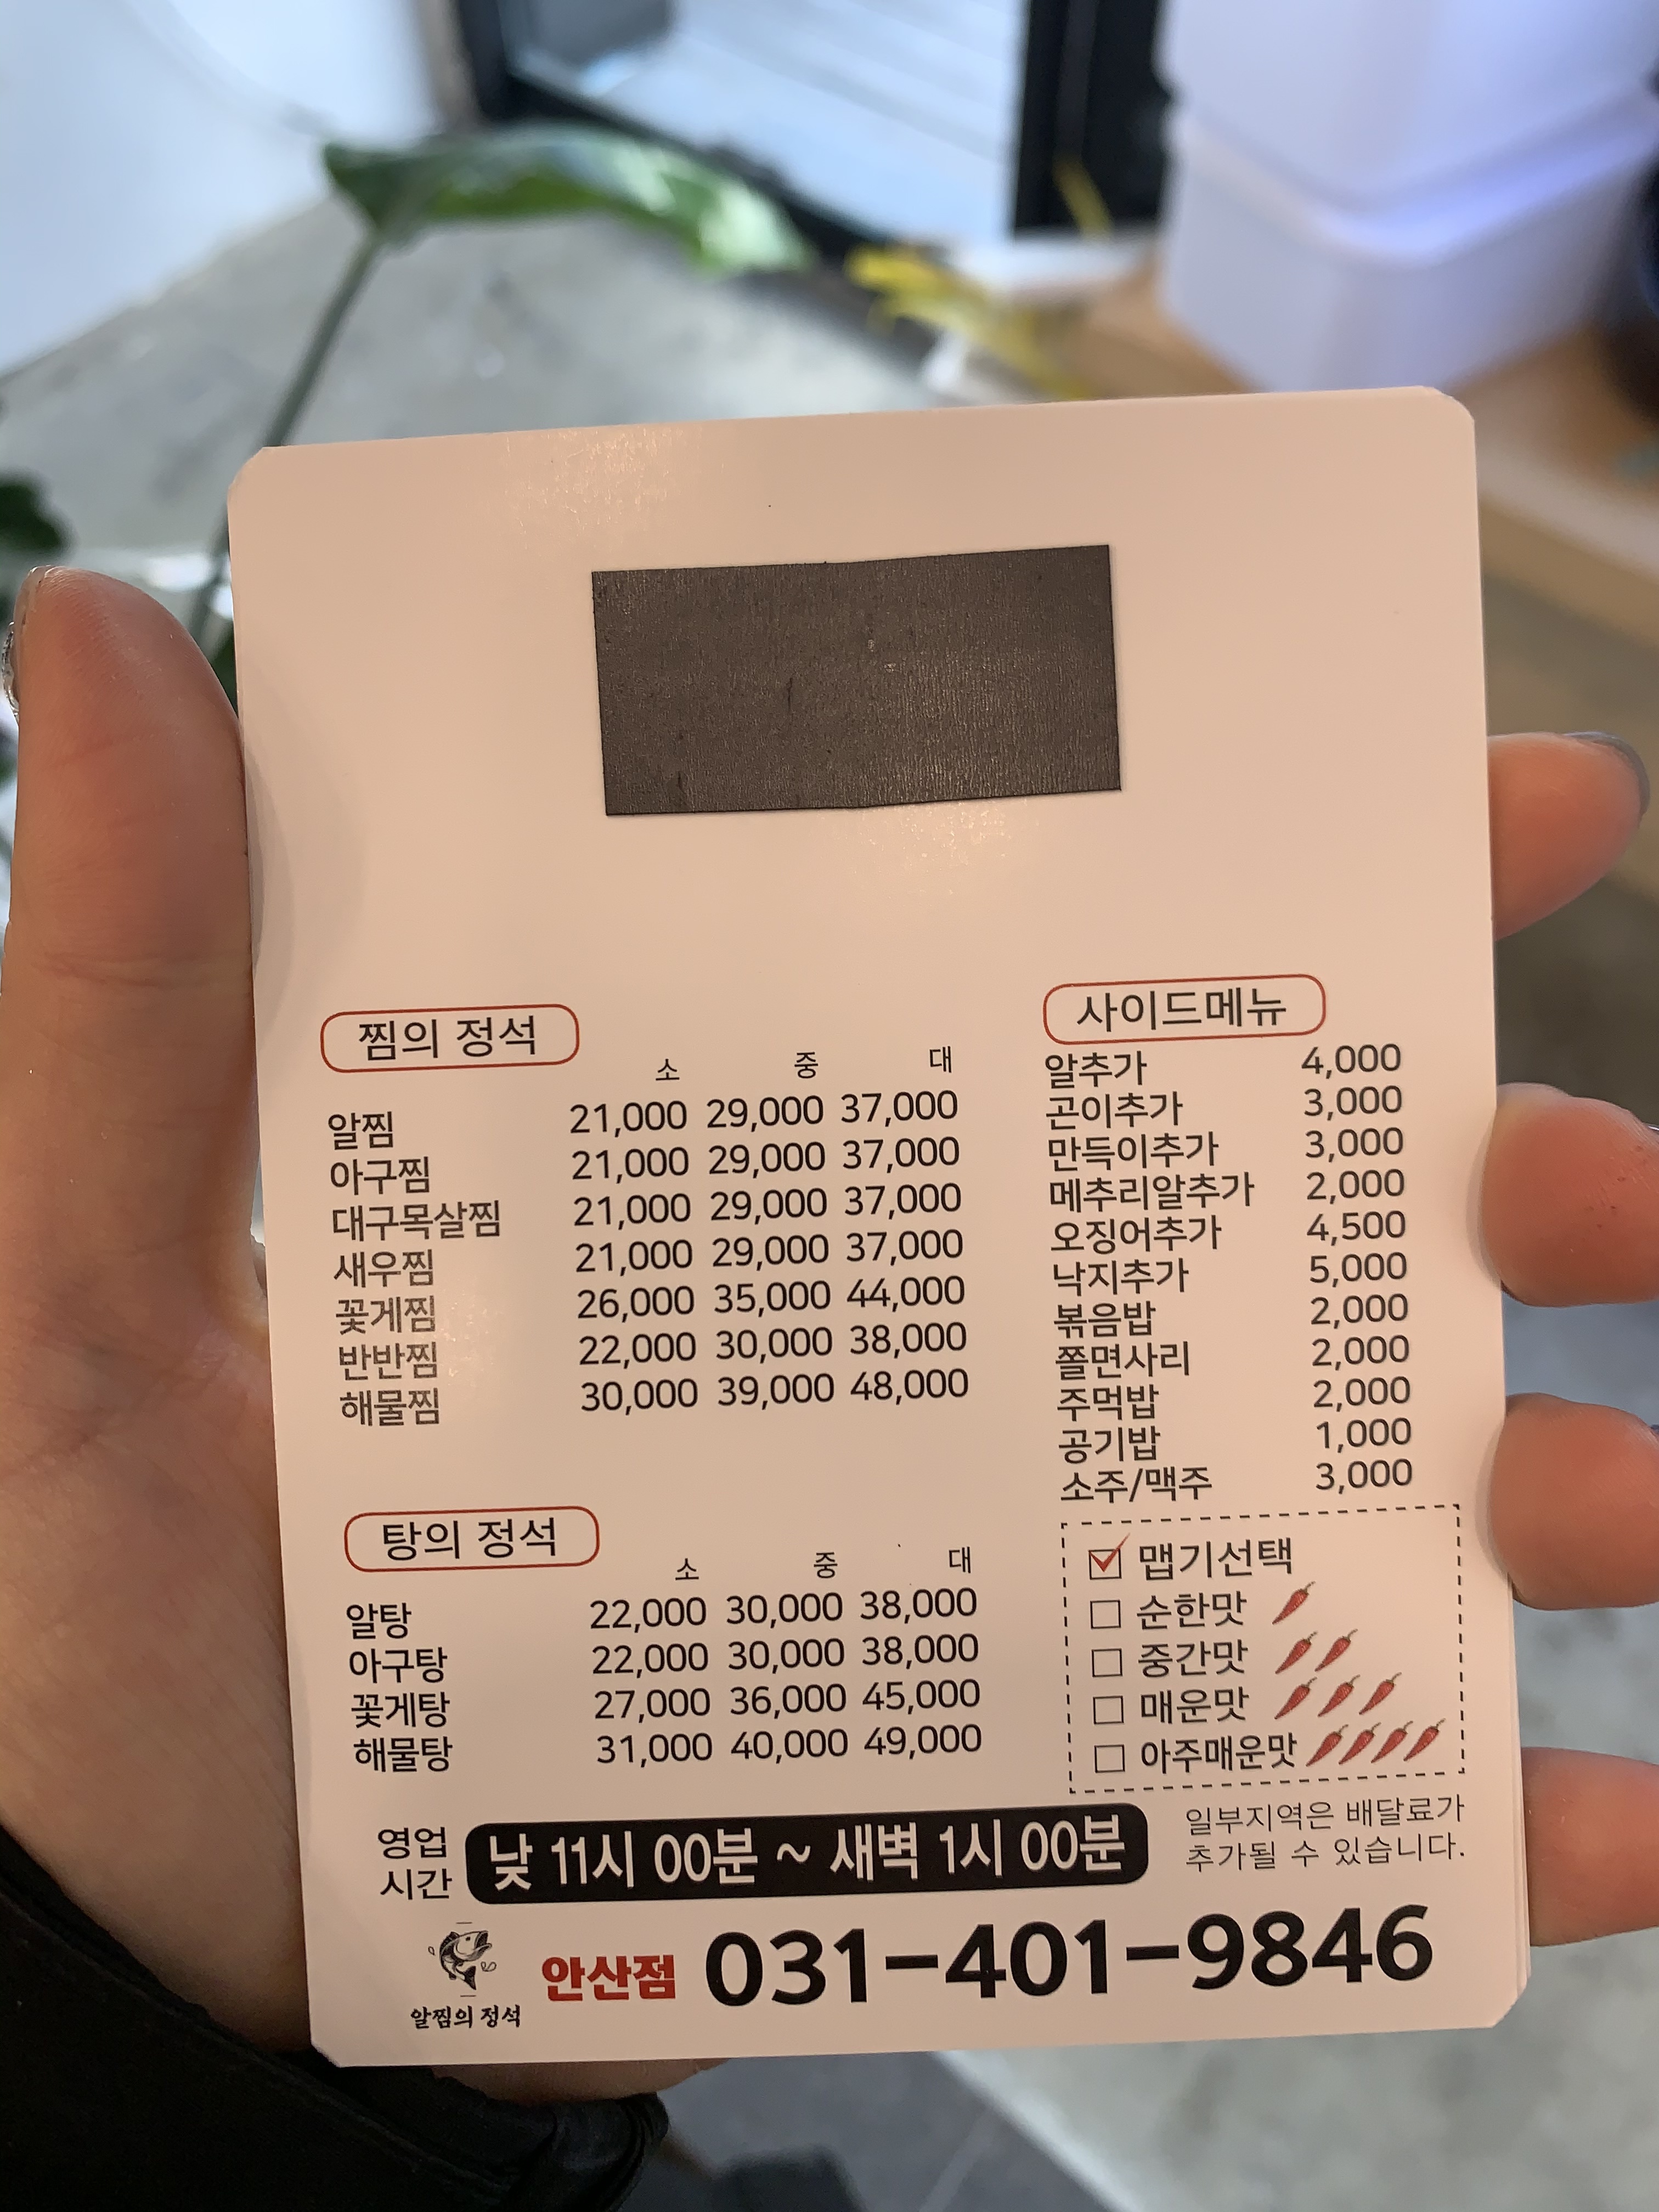 찜의 정석
소 중 대
알찜 21,000 29,000 37,000
아구찜 21,000 29,000 37,000
대구목살찜 21,000 29,000 37,000
새우찜 21,000 29,000 37,000
꽃게찜 26,000 35,000 44,000
반반찜 22,000 30,000 38,000
해물찜 30,000 39,000 48,000
탕의 정석
소 중 대
알탕 22,000 30,000 38,000
아구탕 22,000 30,000 38,000
꽃게탕 27,000 36,000 45,000
해물탕 31,000 40,000 49,000
사이드메뉴
알추가 4,000
곤이추가 3,000
만득이추가 3,000
메추리알추가 2,000
오징어추가 4,500
낙지추가 5,000
볶음밥 2,000
쫄면사리 2,000
주먹밥 2,000
공기밥 1,000
소주/맥주 3,000
맵기선택
순한맛
중간맛
매운맛
아주매운맛
영업
시간
낮 11시 00분 ~ 새벽 1시 00분
일부지역은 배달료가
추가될 수 있습니다.
알찜의 정석
안산점 031-401-9846